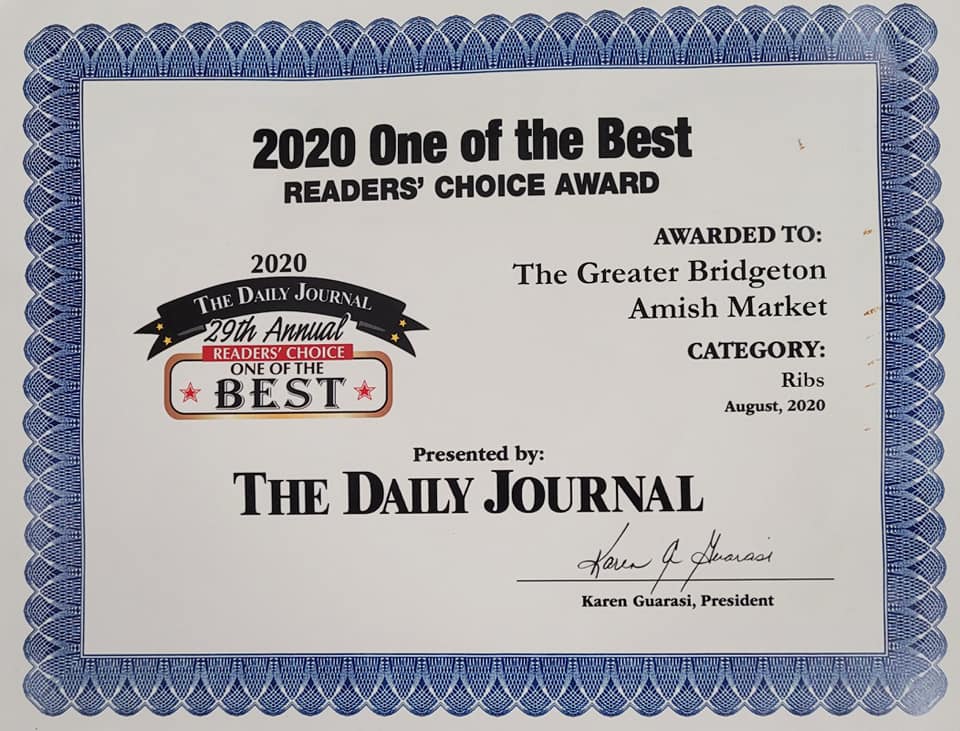 2020 One of the Best
READERS' CHOICE AWARD
2020
THE DAILY JOURNAL
29th Annual
READERS' CHOICE
ONE OF THE
BEST
AWARDED TO:
The Greater Bridgeton
Amish Market
CATEGORY:
Ribs
August, 2020
Presented by:
THE DAILY JOURNAL
Karen A Guarasi
Karen Guarasi, President